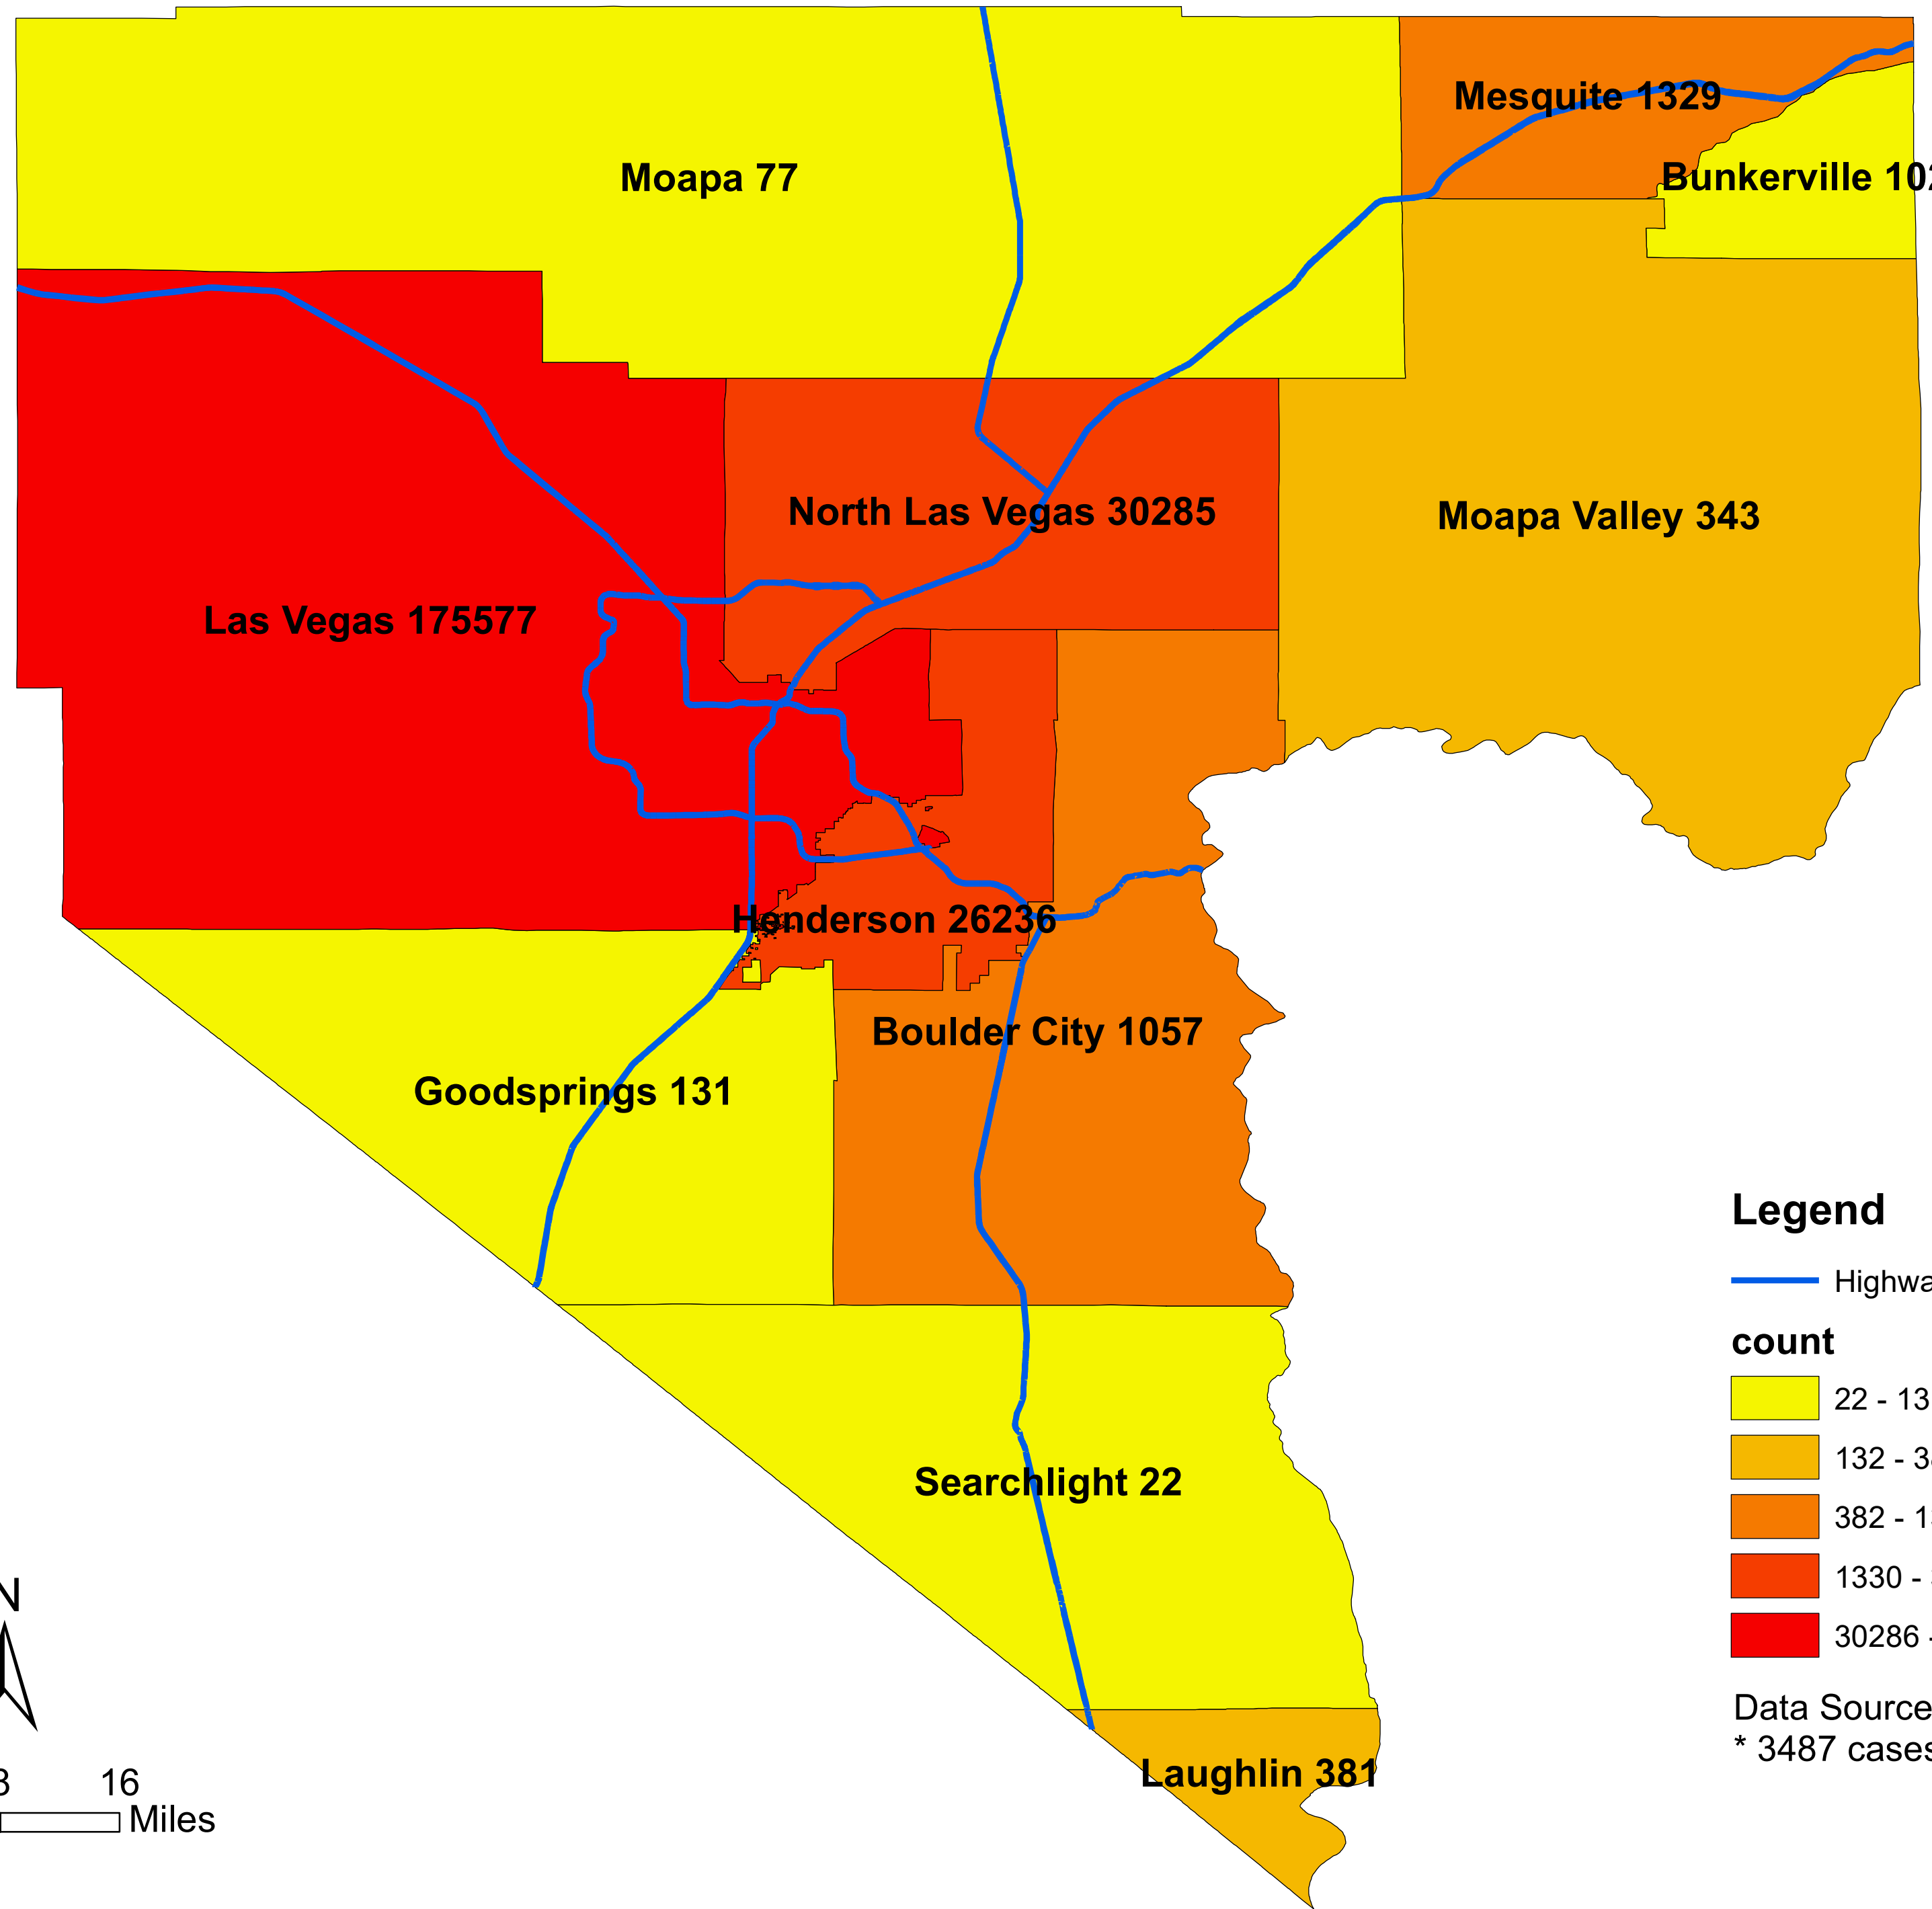 Mesquite 1329
Moapa 77
Bunkerville 102
North Las Vegas 30285
Moapa Valley 343
Las Vegas 175577
Henderson 26236
Boulder City 1057
Goodsprings 131
Searchlight 22
Laughlin 381
Legend
count
22 - 13
132 - 3
382 - 1
1330 -
30286 -
Data Source
* 3487 cases
N
16
Miles